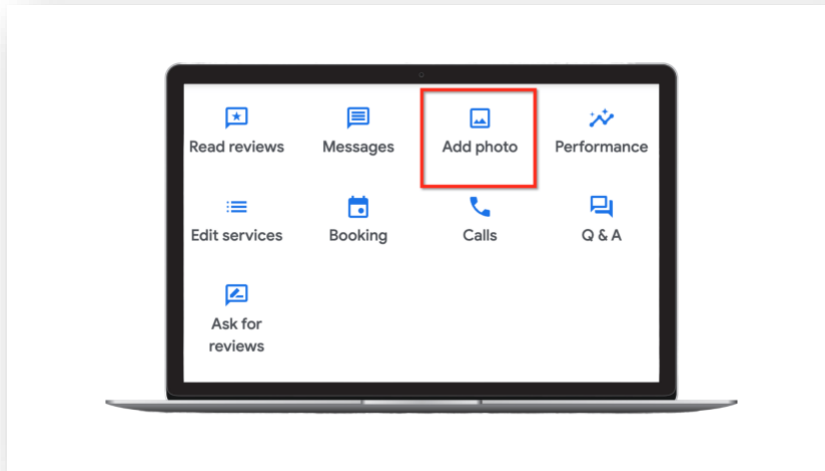 Read reviews
Messages
Add photo
Performance
Edit services
Booking
Calls
Q & A
Ask for
reviews